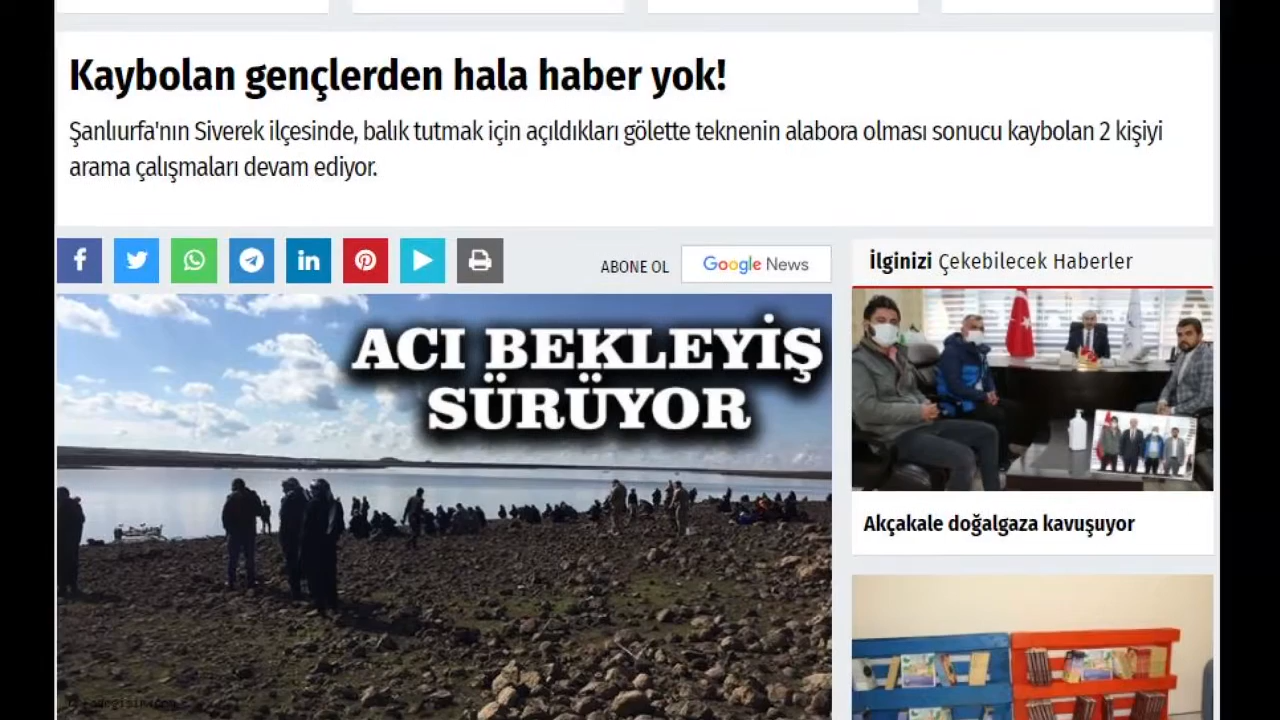 Kaybolan gençlerden hala haber yok!
Şanlıurfa'nın Siverek ilçesinde, balık tutmak için açıldıkları gölette teknenin alabora olması sonucu kaybolan 2 kişiyi
arama çalışmaları devam ediyor.
ABONE OL
Google News
İlginizi Çekebilecek Haberler
ACI BEKLEYİŞ
SÜRÜYOR
Akçakale doğalgaza kavuşuyor